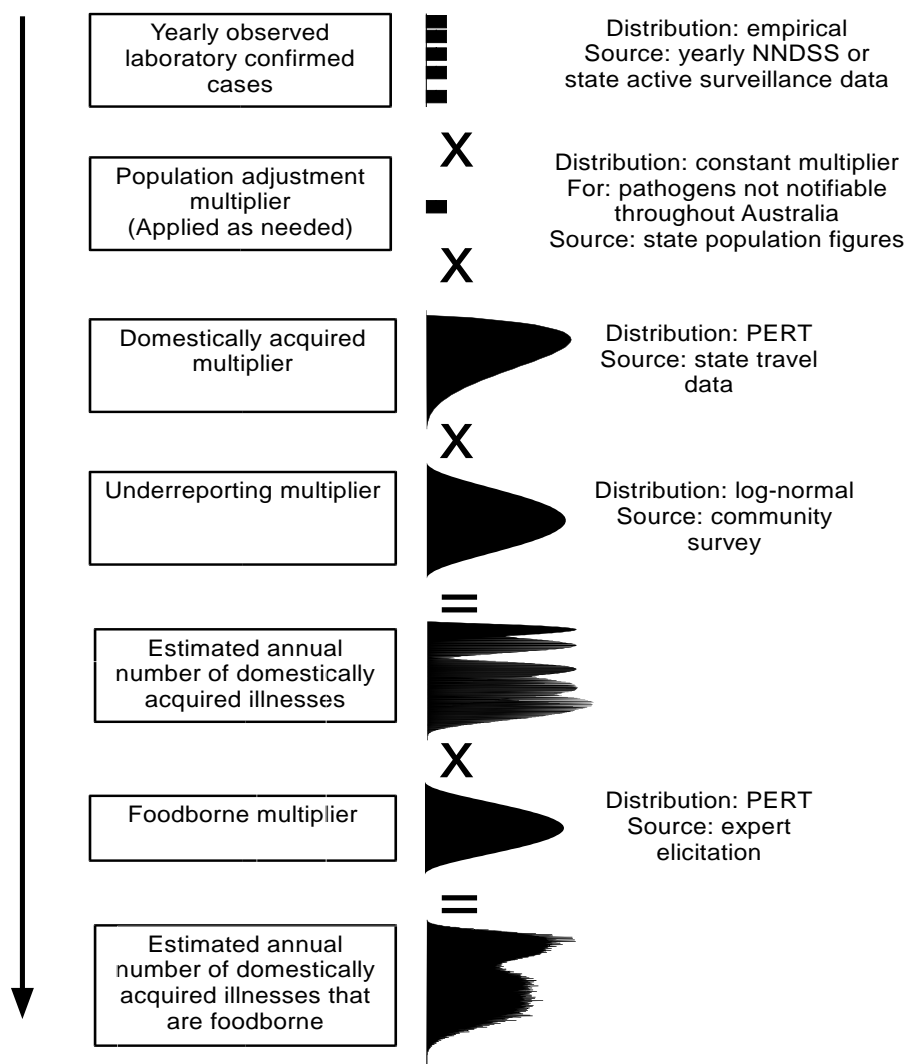 Yearly observed
laboratory confirmed
cases
Distribution: empirical
Source: yearly NNDSS or
state active surveillance data
X
Population adjustment
multiplier
(Applied as needed)
Distribution: constant multiplier
For: pathogens not notifiable
throughout Australia
Source: state population figures
X
Domestically acquired
multiplier
Distribution: PERT
Source: state travel
data
X
Underreporting multiplier
Distribution: log-normal
Source: community
survey
=
Estimated annual
number of domestically
acquired illnesses
X
Foodborne multiplier
Distribution: PERT
Source: expert
elicitation
=
Estimated annual
number of domestically
acquired illnesses that
are foodborne